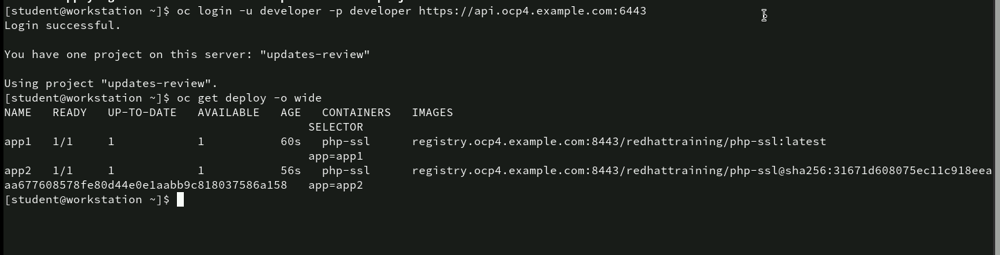 [student@workstation ~]$ oc login -u developer -p developer https://api.ocp4.example.com:6443
Login successful.
You have one project on this server: "updates-review"
Using project "updates-review".
[student@workstation ~]$ oc get deploy -o wide
NAME   READY   UP-TO-DATE   AVAILABLE   AGE   CONTAINERS   IMAGES
SELECTOR
app1   1/1     1            1           60s   php-ssl      registry.ocp4.example.com:8443/redhattraining/php-ssl:latest
app=app1
app2   1/1     1            1           56s   php-ssl      registry.ocp4.example.com:8443/redhattraining/php-ssl@sha256:31671d608075ec11c918eea
aa677608578fe80d44e0e1aabb9c818037586a158   app=app2
[student@workstation ~]$